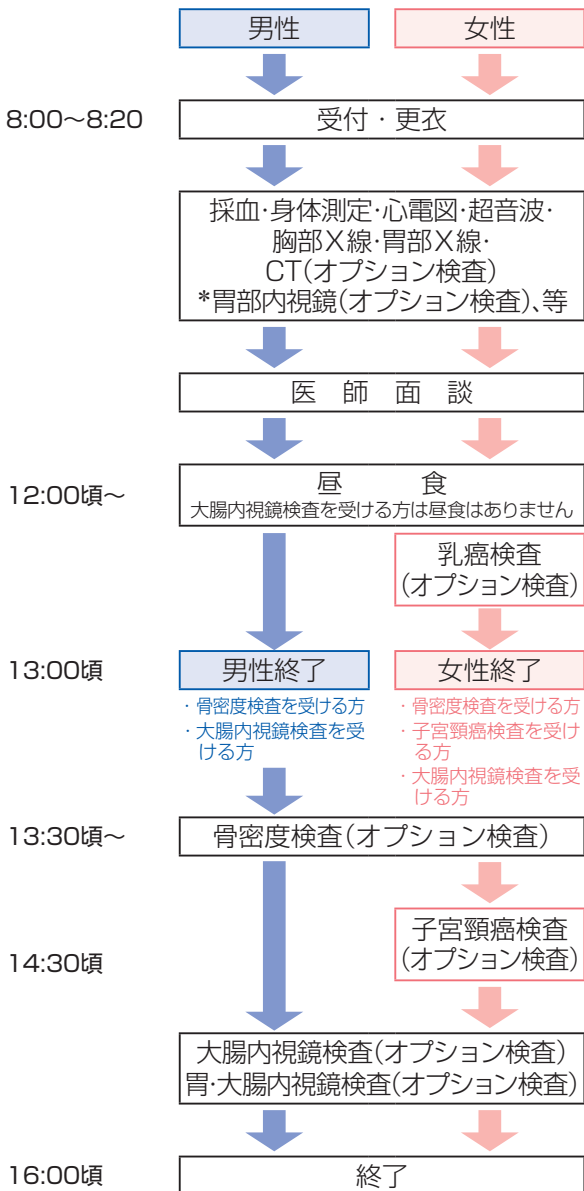 男性
女性
8:00〜8:20
受付・更衣
採血・身体測定・心電図・超音波・
胸部X線・胃部X線・
CT(オプション検査)
*胃部内視鏡(オプション検査)、等
医 師 面 談
12:00頃〜
昼 食
大腸内視鏡検査を受ける方は昼食はありません
乳癌検査
(オプション検査)
13:00頃
男性終了
女性終了
・骨密度検査を受ける方
・大腸内視鏡検査を受
ける方
・骨密度検査を受ける方
・子宮頸癌検査を受け
る方
・大腸内視鏡検査を受
ける方
13:30頃〜
骨密度検査(オプション検査)
子宮頸癌検査
(オプション検査)
14:30頃
大腸内視鏡検査(オプション検査)
胃・大腸内視鏡検査(オプション検査)
16:00頃
終了